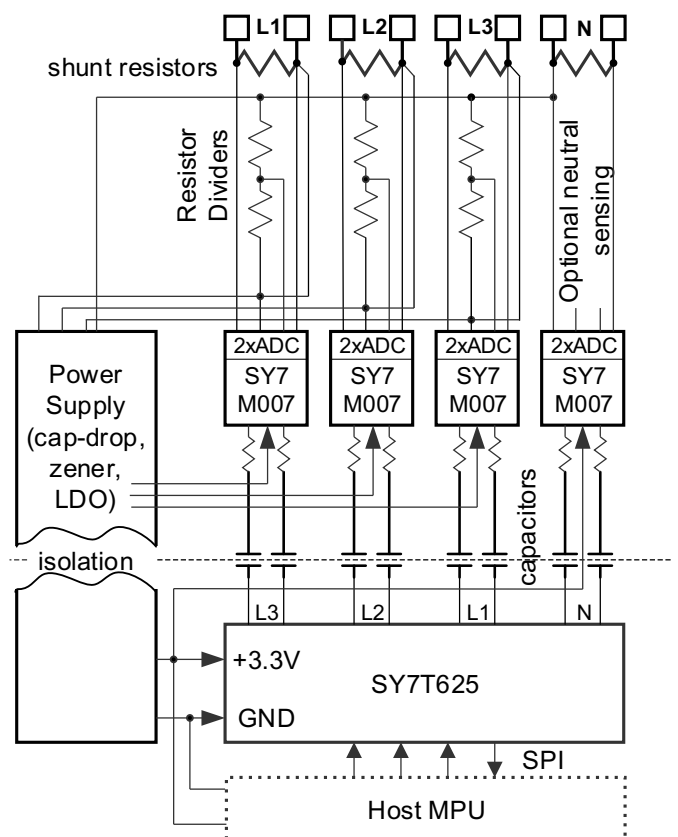 L1 L2 L3 N
shunt resistors
Resistor
Dividers
Optional neutral
sensing
2xADC 2xADC 2xADC 2xADC
SY7 SY7 SY7 SY7
M007 M007 M007 M007
Power
Supply
(cap-drop,
zener,
LDO)
capacitors
isolation
L3 L2 L1 N
+3.3V
SY7T625
GND
SPI
Host MPU